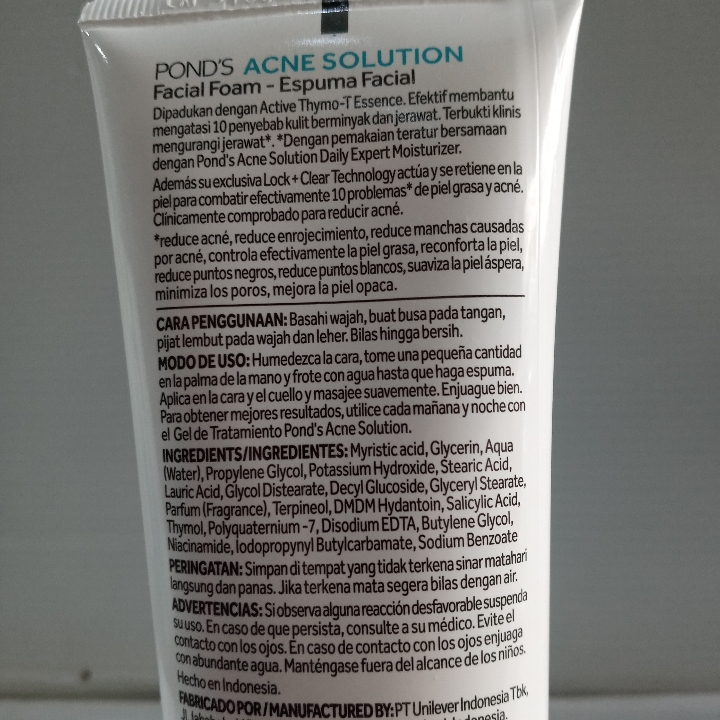 POND'S ACNE SOLUTION
Facial Foam - Espuma Facial
Dipadukan dengan Active Thymo-T Essence. Efektif membantu
mengatasi 10 penyebab kulit berminyak dan jerawat. Terbukti klinis
mengurangi jerawat*. *Dengan pemakaian teratur bersamaan
dengan Pond's Acne Solution Daily Expert Moisturizer.
Además su exclusiva Lock + Clear Technology actúa y se retiene en la
piel para combatir efectivamente 10 problemas* de piel grasa y acné.
Clínicamente comprobado para reducir acné.
*reduce acné, reduce enrojecimiento, reduce manchas causadas
por acné, controla efectivamente la piel grasa, reconforta la piel,
reduce puntos negros, reduce puntos blancos, suaviza la piel áspera,
minimiza los poros, mejora la piel opaca.
CARA PENGGUNAAN: Basahi wajah, buat busa pada tangan,
pijat lembut pada wajah dan leher. Bilas hingga bersih.
MODO DE USO: Humedezca la cara, tome una pequeña cantidad
en la palma de la mano y frote con agua hasta que haga espuma.
Aplica en la cara y el cuello y masajee suavemente. Enjuague bien.
Para obtener mejores resultados, utilice cada mañana y noche con
el Gel de Tratamiento Pond's Acne Solution.
INGREDIENTS/INGREDIENTES: Myristic acid, Glycerin, Aqua
(Water), Propylene Glycol, Potassium Hydroxide, Stearic Acid,
Lauric Acid, Glycol Distearate, Decyl Glucoside, Glyceryl Stearate,
Parfum (Fragrance), Terpineol, DMDM Hydantoin, Salicylic Acid,
Thymol, Polyquaternium -7, Disodium EDTA, Butylene Glycol,
Niacinamide, Iodopropynyl Butylcarbamate, Sodium Benzoate
PERINGATAN: Simpan di tempat yang tidak terkena sinar matahari
langsung dan panas. Jika terkena mata segera bilas dengan air.
ADVERTENCIAS: Si observa alguna reacción desfavorable suspenda
su uso. En caso de que persista, consulte a su médico. Evite el
contacto con los ojos. En caso de contacto con los ojos enjuaga
con abundante agua. Manténgase fuera del alcance de los niños.
Hecho en Indonesia.
FABRICADO POR / MANUFACTURED BY: PT Unilever Indonesia Tbk,